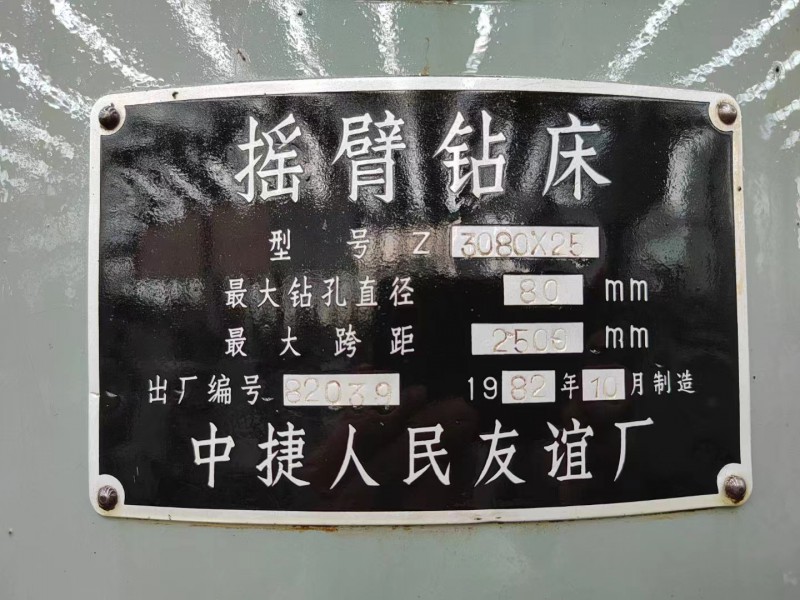 摇臂钻床
型号 Z 3080X25
最大钻孔直径 80 mm
最大跨距 2500 mm
出厂编号 82039 1982年10月制造
中捷人民友谊厂